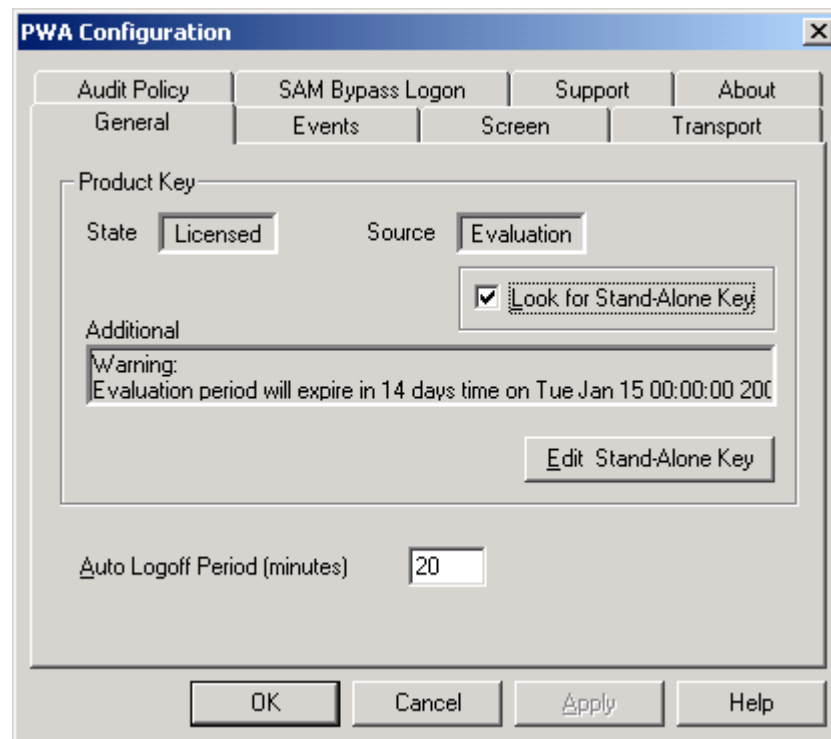 PWA Configuration
Audit Policy SAM Bypass Logon Support About
General Events Screen Transport
Product Key
State Licensed Source Evaluation
Look for Stand-Alone Key
Additional
Warning:
Evaluation period will expire in 14 days time on Tue Jan 15 00:00:00 200
Edit Stand-Alone Key
Auto Logoff Period (minutes) 20
OK Cancel Apply Help